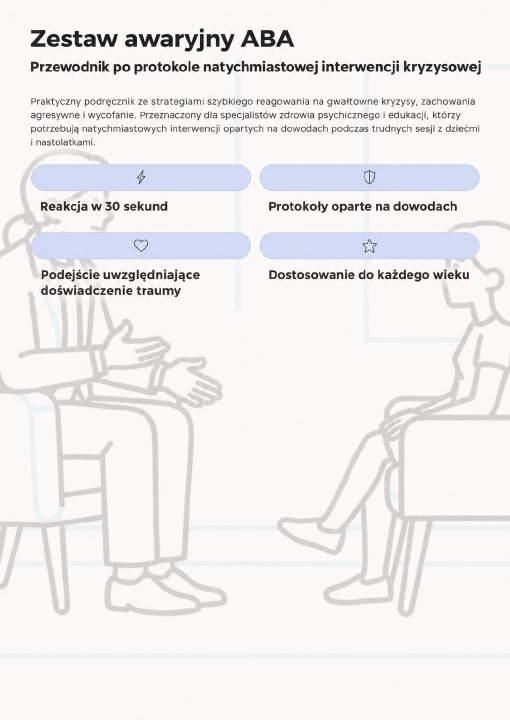 Zestaw awaryjny ABA
Przewodnik po protokole natychmiastowej interwencji kryzysowej
Praktyczny podręcznik ze strategiami szybkiego reagowania na gwałtowne kryzysy, zachowania
agresywne i wycofanie. Przeznaczony dla specjalistów zdrowia psychicznego i edukacji, którzy
potrzebują natychmiastowych interwencji opartych na dowodach podczas trudnych sesji z dziećmi
i nastolatkami.
Reakcja w 30 sekund
Protokoły oparte na dowodach
Podejście uwzględniające
doświadczenie traumy
Dostosowanie do każdego wieku